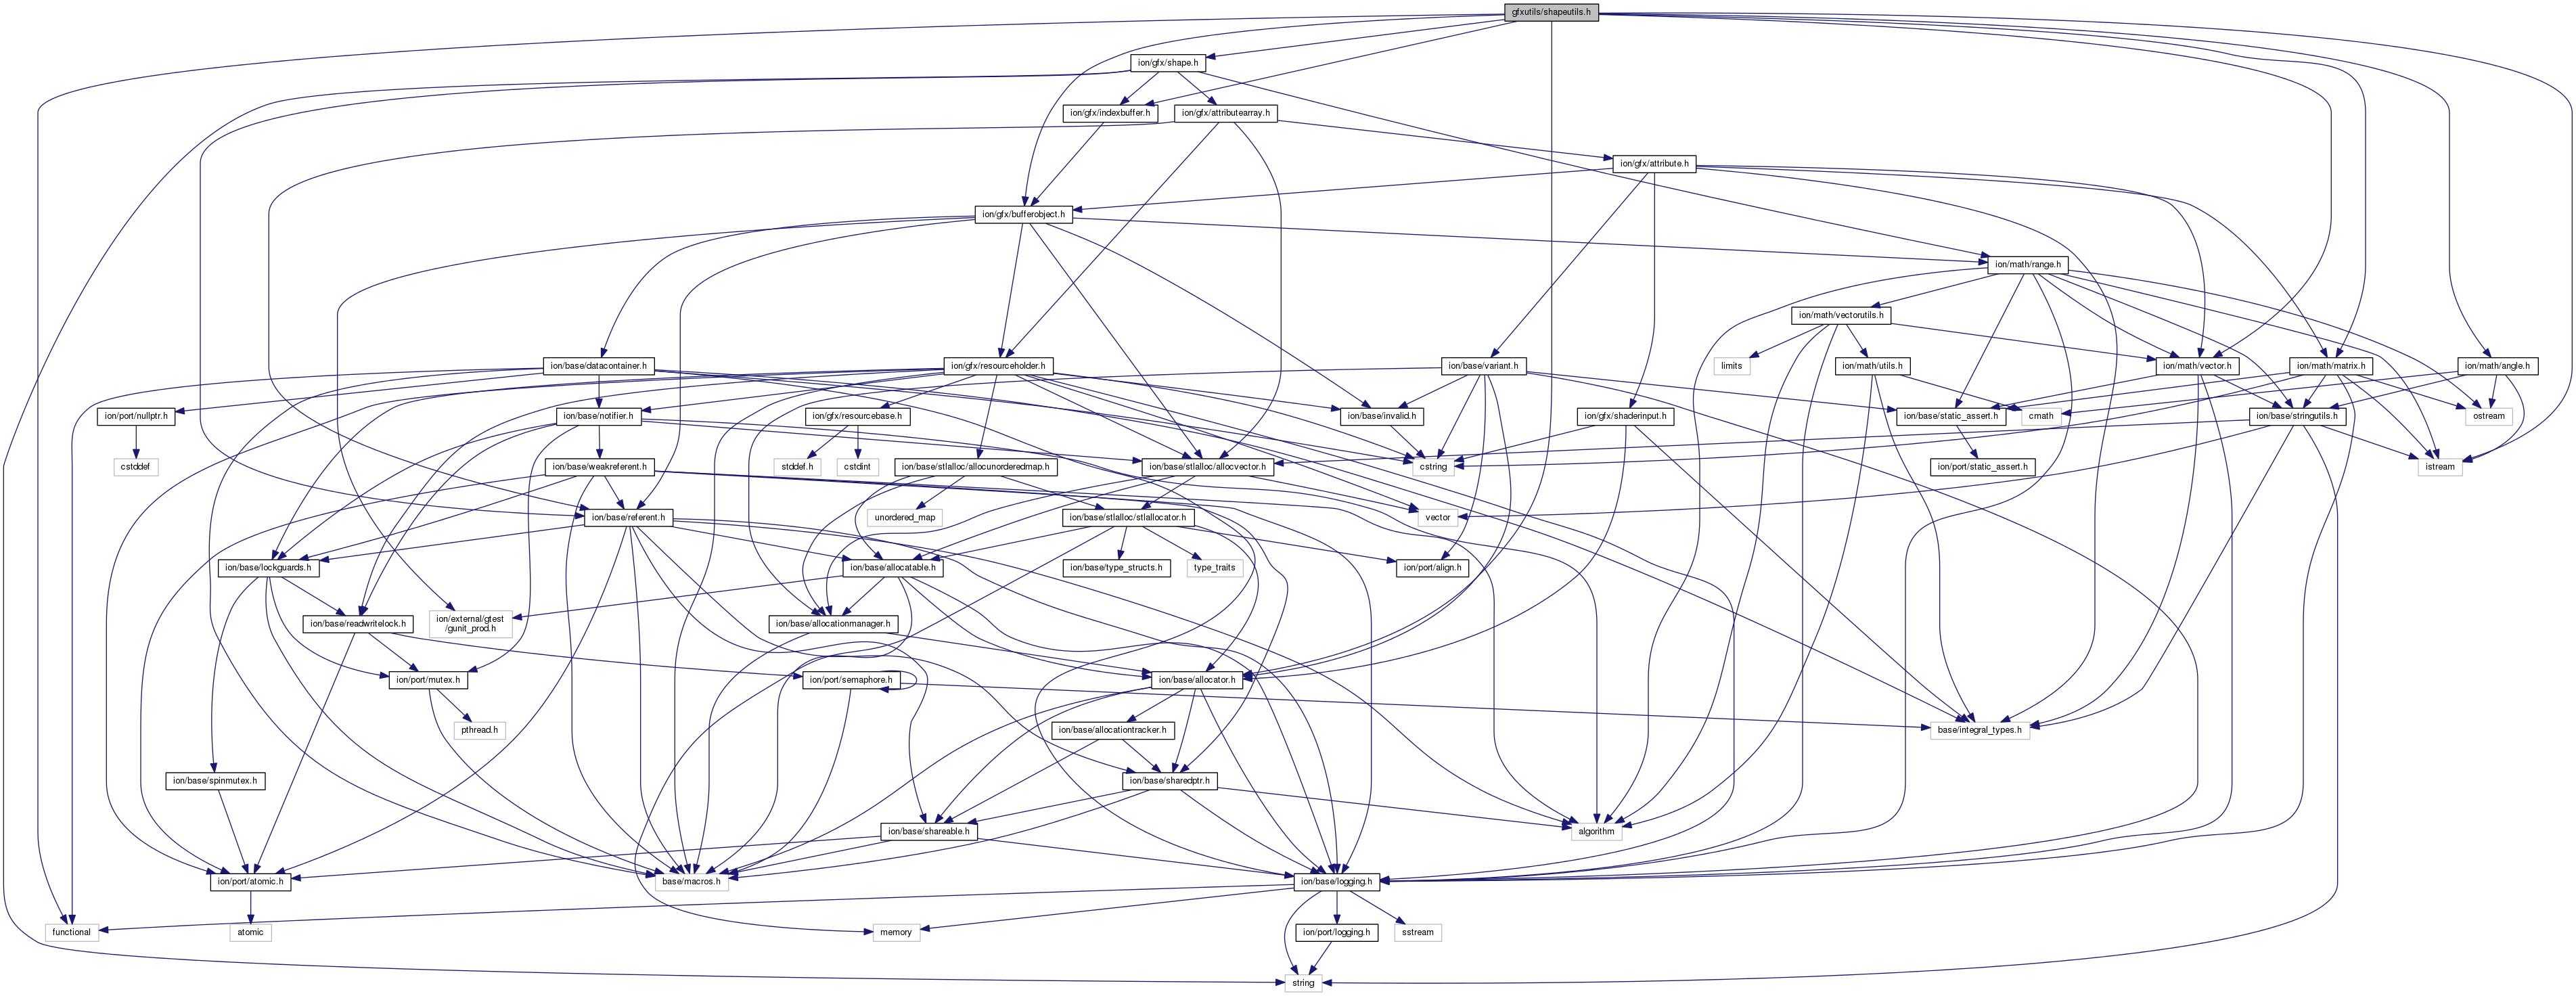 gfxutils/shapeutils.h
ion/gfx/shape.h
ion/gfx/indexbuffer.h
ion/gfx/attributearray.h
ion/gfx/attribute.h
ion/gfx/bufferobject.h
ion/math/range.h
ion/math/vectorutils.h
ion/base/datacontainer.h
ion/gfx/resourceholder.h
ion/base/variant.h
limits
ion/math/utils.h
ion/math/vector.h
ion/math/matrix.h
ion/math/angle.h
ion/port/nullptr.h
ion/base/notifier.h
ion/gfx/resourcebase.h
ion/base/invalid.h
ion/gfx/shaderinput.h
ion/base/static_assert.h
cmath
ion/base/stringutils.h
ostream
cstddef
ion/base/weakreferent.h
stddef.h
cstdint
ion/base/stlalloc/allocunorderedmap.h
ion/base/stlalloc/allocvector.h
cstring
ion/port/static_assert.h
istream
ion/base/referent.h
unordered_map
ion/base/stlalloc/stlallocator.h
vector
ion/base/lockguards.h
ion/base/allocatable.h
ion/base/type_structs.h
type_traits
ion/port/align.h
ion/base/readwritelock.h
ion/external/gtest
/gunit_prod.h
ion/base/allocationmanager.h
ion/port/mutex.h
ion/port/semaphore.h
ion/base/allocator.h
pthread.h
ion/base/allocationtracker.h
base/integral_types.h
ion/base/spinmutex.h
ion/base/sharedptr.h
ion/base/shareable.h
algorithm
ion/port/atomic.h
base/macros.h
ion/base/logging.h
functional
atomic
memory
ion/port/logging.h
sstream
string